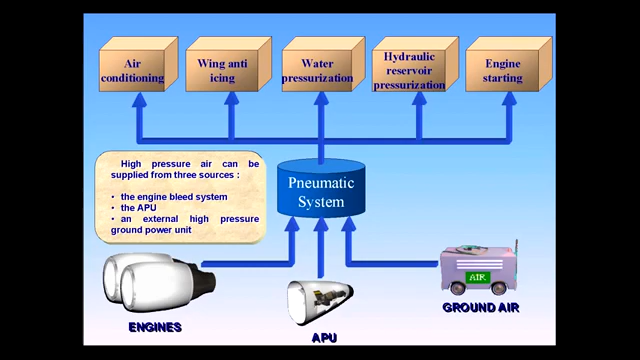 Air
conditioning
Wing anti
icing
Water
pressurization
Hydraulic
reservoir
pressurization
Engine
starting
High pressure air can be
supplied from three sources :
• the engine bleed system
• the APU
• an external high pressure
ground power unit
Pneumatic
System
AIR
ENGINES
APU
GROUND AIR